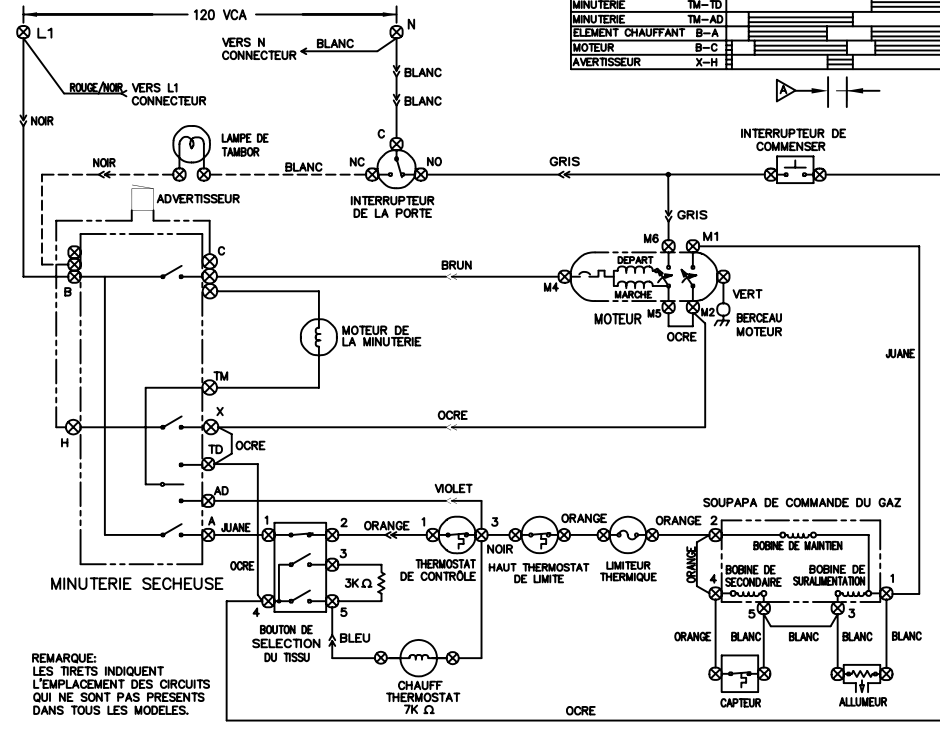 MINUTERIE TM-TD
MINUTERIE TM-AD
ELEMENT CHAUFFANT B-A
MOTEUR B-C
AVERTISSEUR X-H
A
120 VCA
L1
N
VERS N
CONNECTEUR
BLANC
ROUGE/NOIR
VERS L1
CONNECTEUR
BLANC
BLANC
NOIR
LAMPE DE
TAMBOR
C
NOIR
BLANC
NC
NO
GRIS
INTERRUPTEUR
DE LA PORTE
INTERRUPTEUR DE
COMMENSER
ADVERTISSEUR
GRIS
C
B
BRUN
M6
M1
DEPART
M4
MARCHE
MOTEUR
M5
M2
OCRE
VERT
BERCEAU
MOTEUR
MOTEUR DE
LA MINUTERIE
JUANE
TM
X
OCRE
H
OCRE
TD
AD
VIOLET
A
JUANE
1
2
ORANGE
1
3
NOIR
ORANGE
ORANGE
2
SOUPAPA DE COMMANDE DU GAZ
BOBINE DE MAINTIEN
THERMOSTAT
DE CONTRÔLE
HAUT THERMOSTAT
DE LIMITE
LIMITEUR
THERMIQUE
ORANGE
BOBINE DE
SECONDAIRE
BOBINE DE
SURALIMENTATION
1
4
5
3
MINUTERIE SECHEUSE
OCRE
3
3K Ω
4
5
BOUTON DE
SELECTION
DU TISSU
BLEU
CHAUFF
THERMOSTAT
7K Ω
ORANGE
BLANC
BLANC
BLANC
BLANC
CAPTEUR
ALLUMEUR
REMARQUE:
LES TIRETS INDIQUENT
L'EMPLACEMENT DES CIRCUITS
QUI NE SONT PAS PRESENTS
DANS TOUS LES MODELES.
OCRE